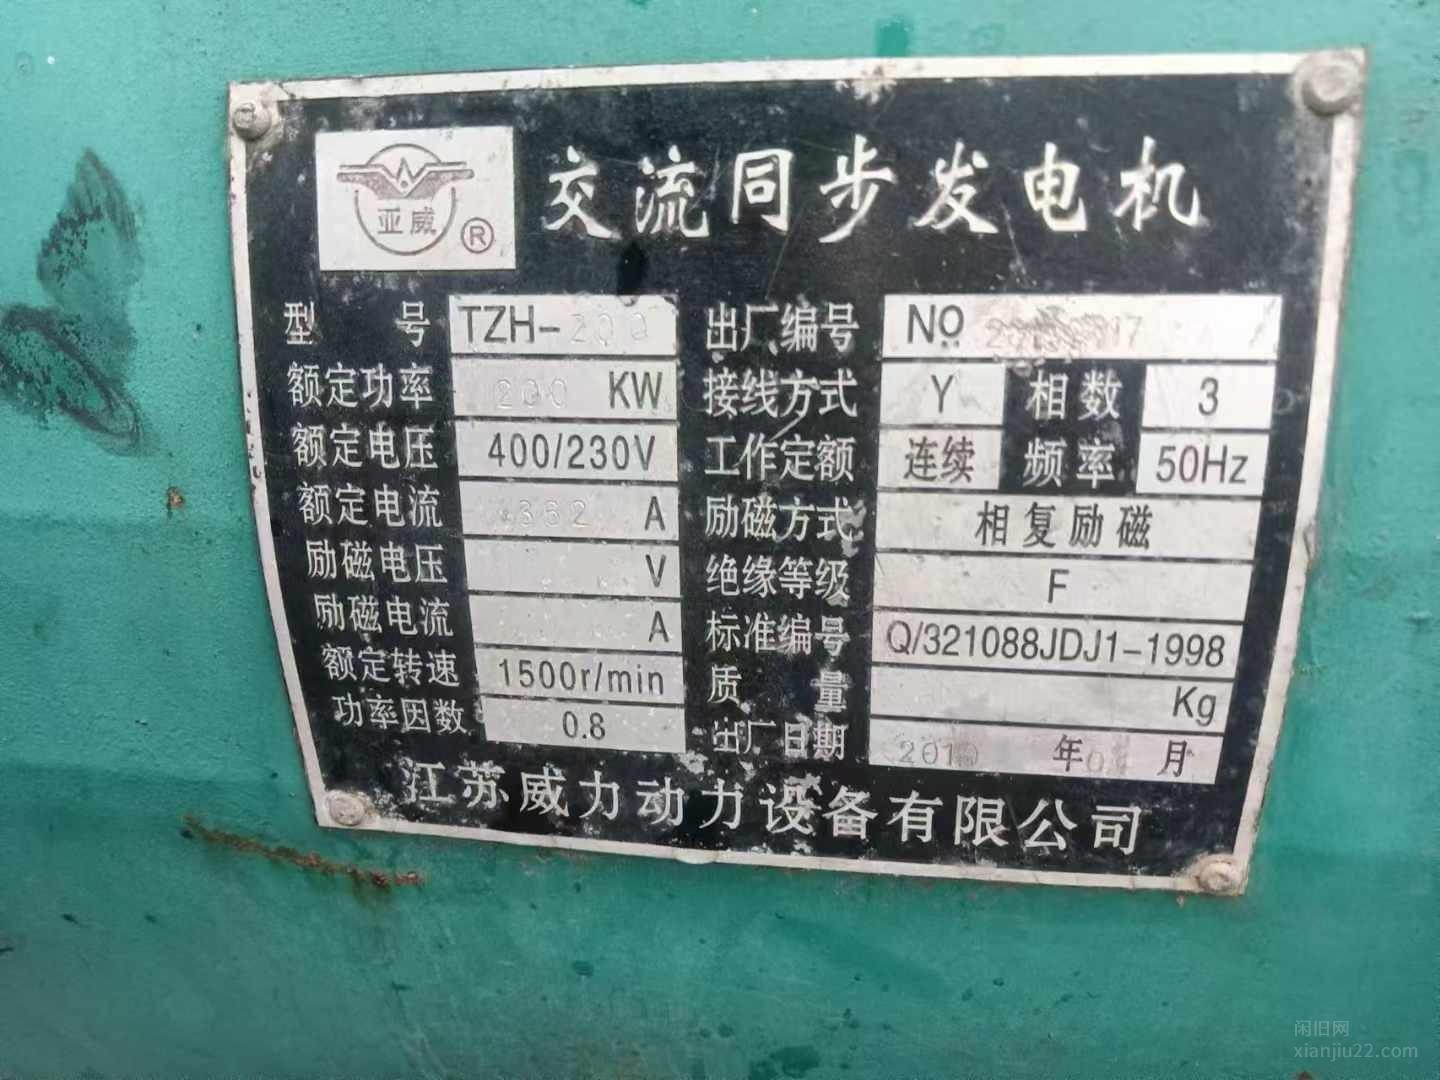 亚威 ®
交流同步发电机
型号 TZH-200 出厂编号 NO.
额定功率 200 KW 接线方式 Y 相数 3
额定电压 400/230V 工作定额 连续 频率 50Hz
额定电流 362 A 励磁方式 相复励磁
励磁电压 V 绝缘等级 F
励磁电流 A 标准编号 Q/321088JDJ1-1998
额定转速 1500r/min 质量 Kg
功率因数 0.8 出厂日期 2010 年 月
江苏威力动力设备有限公司
闲旧网
xianjiu22.com